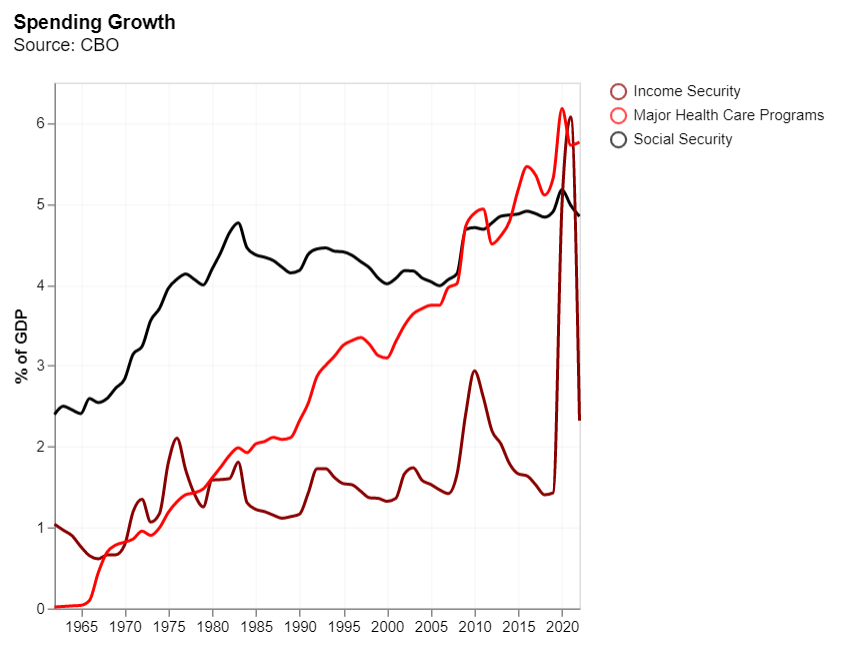 Spending Growth
Source: CBO
Income Security
Major Health Care Programs
Social Security
% of GDP
6
5
4
3
2
1
0
1965 1970 1975 1980 1985 1990 1995 2000 2005 2010 2015 2020